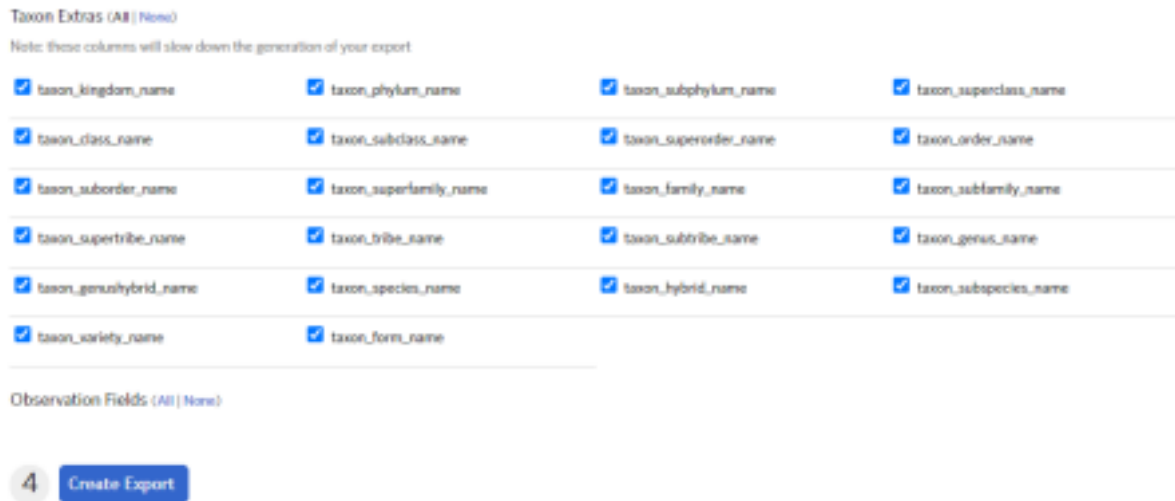 Taxon Extras (All | None)
Note: these columns will slow down the generation of your export
taxon_kingdom_name taxon_phylum_name taxon_subphylum_name taxon_superclass_name
taxon_class_name taxon_subclass_name taxon_superorder_name taxon_order_name
taxon_suborder_name taxon_superfamily_name taxon_family_name taxon_subfamily_name
taxon_supertribe_name taxon_tribe_name taxon_subtribe_name taxon_genus_name
taxon_genushybrid_name taxon_species_name taxon_hybrid_name taxon_subspecies_name
taxon_variety_name taxon_form_name
Observation Fields (All | None)
4 Create Export